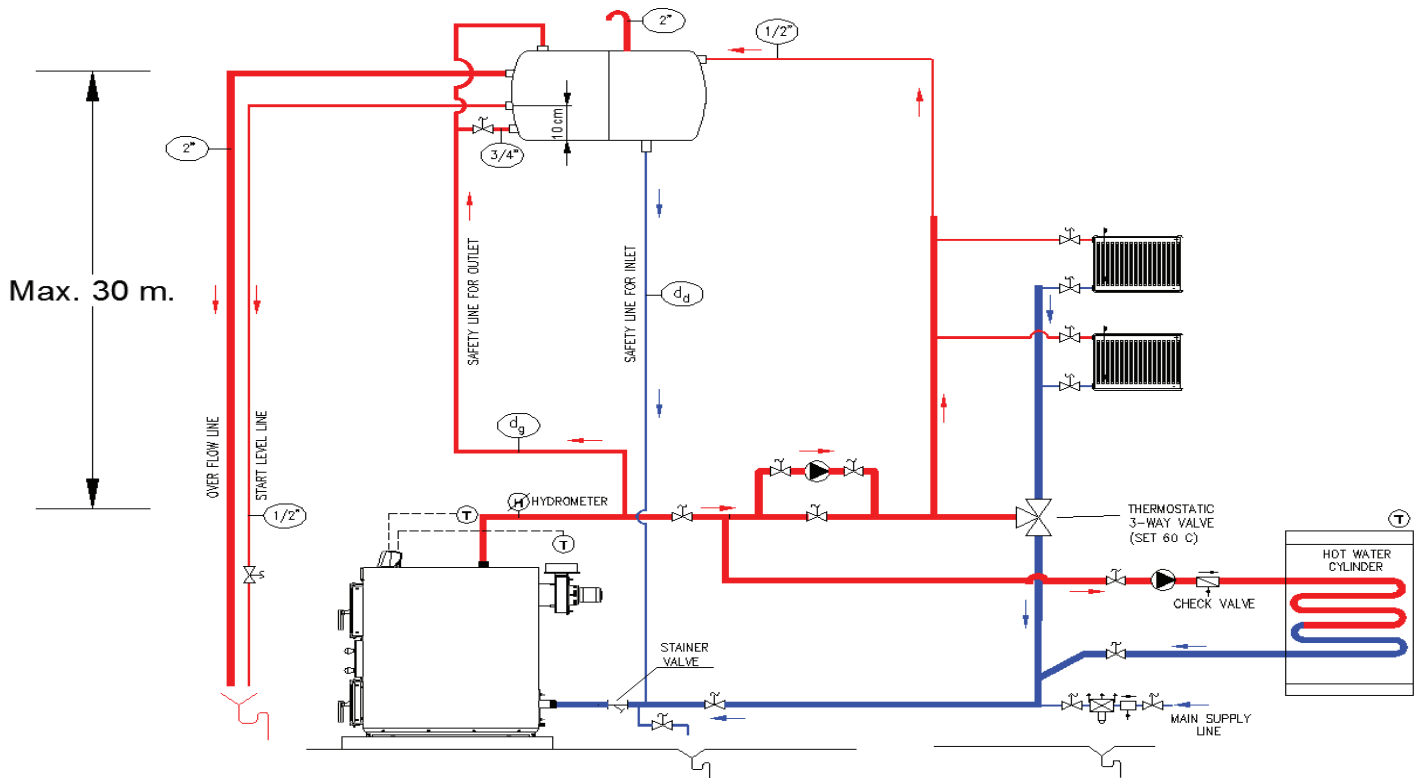 2"
1/2"
10cm
3/4"
2"
Max. 30 m.
SAFETY LINE FOR OUTLET
SAFETY LINE FOR INLET
dd
OVER FLOW LINE
START LEVEL LINE
dg
1/2"
H HYDROMETER
T
T
THERMOSTATIC
3-WAY VALVE
(SET 60 C)
T
HOT WATER
CYLINDER
CHECK VALVE
STAINER
VALVE
MAIN SUPPLY
LINE